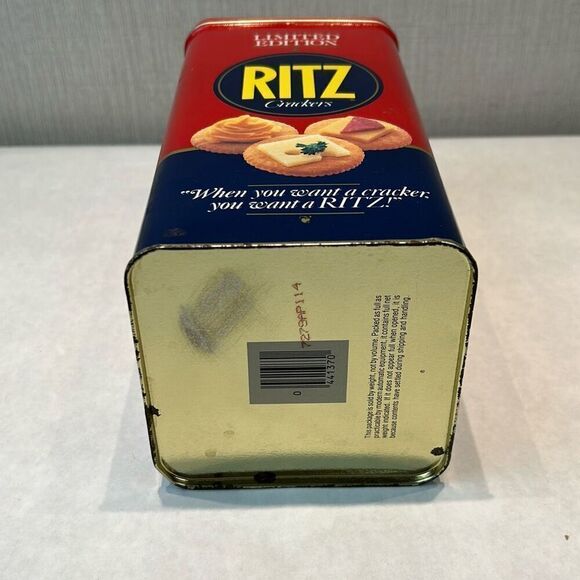 LIMITED
EDITION
RITZ
Crackers
"When you want a cracker,
you want a RITZ!"
7279AP114
0
441370
This package is sold by weight, not by volume. Packed as full as
practicable by modern automatic equipment, it contains full net
weight indicated. If it does not appear full when opened, it is
because contents have settled during shipping and handling.